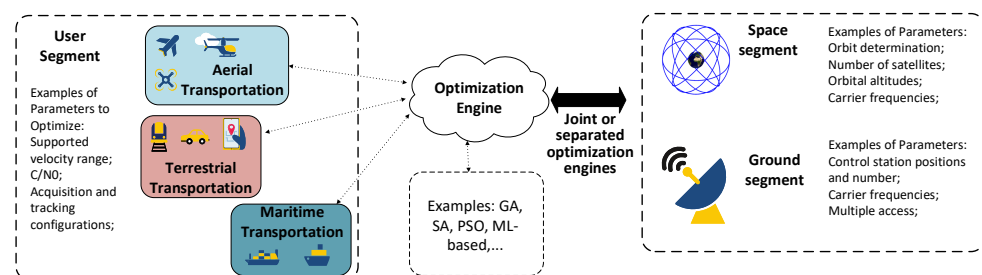 User
Segment
Examples of
Parameters to
Optimize:
Supported
velocity range;
C/N0;
Acquisition and
tracking
configurations;
Aerial
Transportation
Terrestrial
Transportation
Maritime
Transportation
Optimization
Engine
Examples: GA,
SA, PSO, ML-
based,...
Joint or
separated
optimization
engines
Space
segment
Examples of Parameters:
Orbit determination;
Number of satellites;
Orbital altitudes;
Carrier frequencies;
Ground
segment
Examples of Parameters:
Control station positions
and number;
Carrier frequencies;
Multiple access;